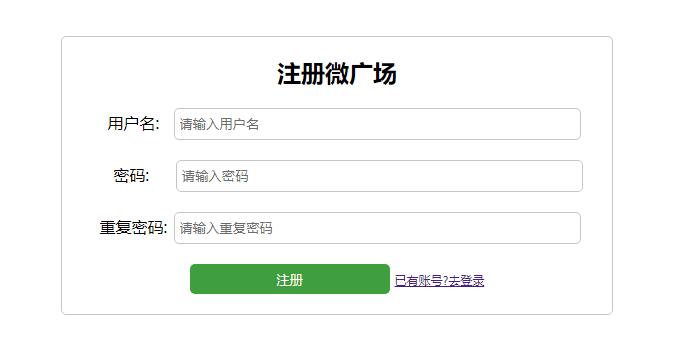 注册微广场
用户名: 请输入用户名
密码: 请输入密码
重复密码: 请输入重复密码
注册 已有账号?去登录